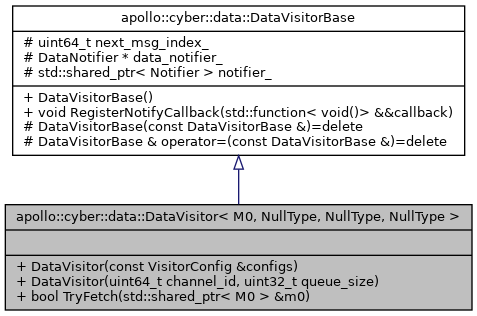 apollo::cyber::data::DataVisitorBase
# uint64_t next_msg_index_
# DataNotifier * data_notifier_
# std::shared_ptr< Notifier > notifier_
+ DataVisitorBase()
+ void RegisterNotifyCallback(std::function< void()> &&callback)
# DataVisitorBase(const DataVisitorBase &)=delete
# DataVisitorBase & operator=(const DataVisitorBase &)=delete
apollo::cyber::data::DataVisitor< M0, NullType, NullType, NullType >
+ DataVisitor(const VisitorConfig &configs)
+ DataVisitor(uint64_t channel_id, uint32_t queue_size)
+ bool TryFetch(std::shared_ptr< M0 > &m0)